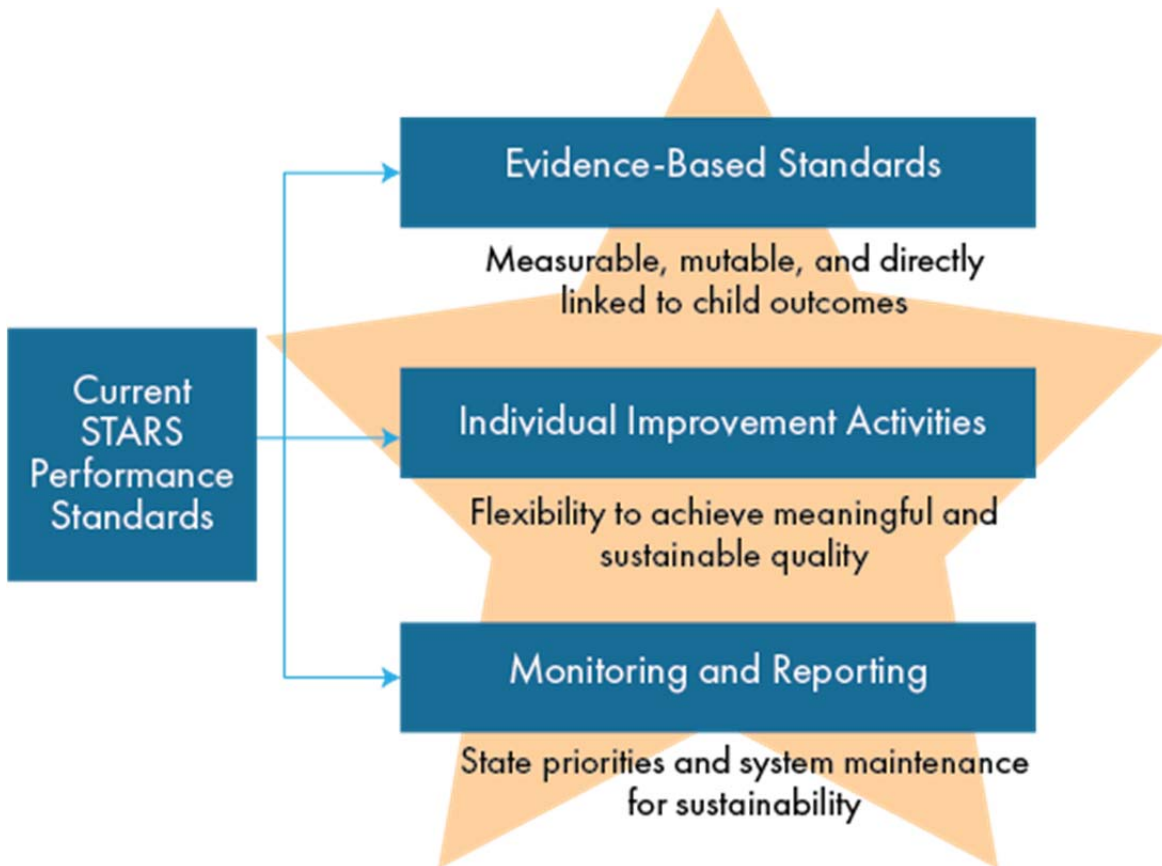 Evidence-Based Standards
Measurable, mutable, and directly
linked to child outcomes
Current
STARS
Performance
Standards
Individual Improvement Activities
Flexibility to achieve meaningful and
sustainable quality
Monitoring and Reporting
State priorities and system maintenance
for sustainability